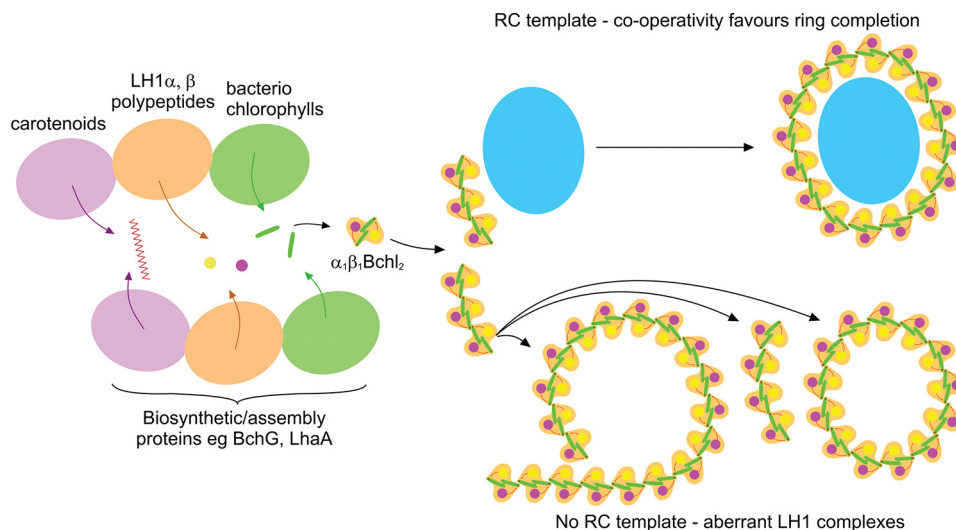 RC template - co-operativity favours ring completion
LH1α, β
polypeptides
bacterio
chlorophylls
carotenoids
α₁β₁Bchl₂
Biosynthetic/assembly
proteins eg BchG, LhaA
No RC template - aberrant LH1 complexes